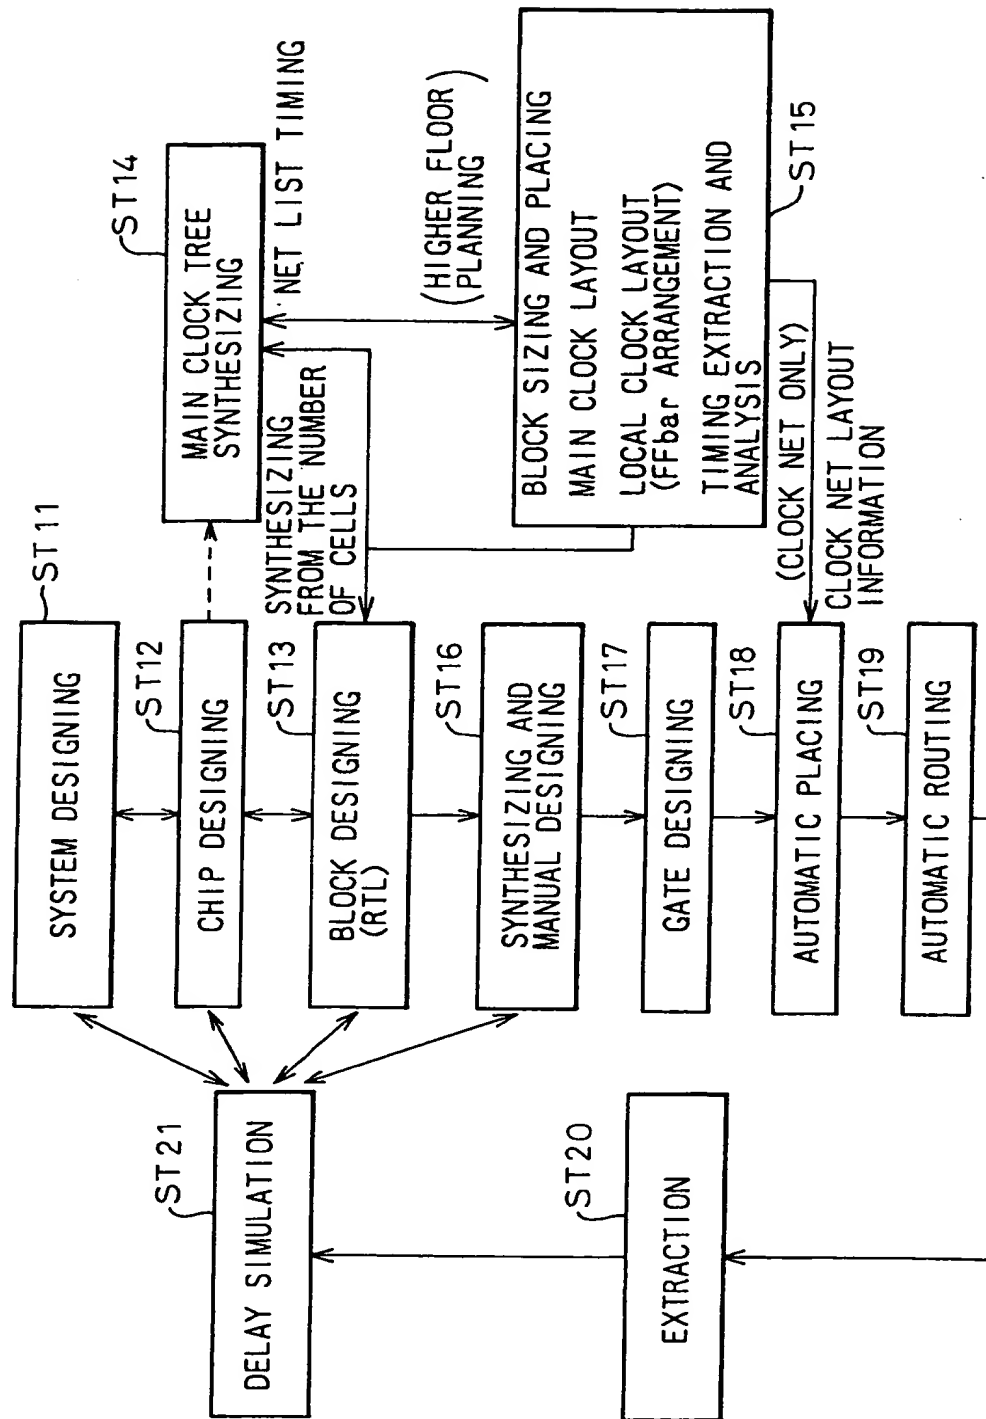 ST11
SYSTEM DESIGNING
ST12
CHIP DESIGNING
ST13
BLOCK DESIGNING
(RTL)
ST14
MAIN CLOCK TREE
SYNTHESIZING
NET LIST TIMING
SYNTHESIZING
FROM THE NUMBER
OF CELLS
(HIGHER FLOOR
PLANNING)
BLOCK SIZING AND PLACING
MAIN CLOCK LAYOUT
LOCAL CLOCK LAYOUT
(FFbar ARRANGEMENT)
TIMING EXTRACTION AND
ANALYSIS
ST15
(CLOCK NET ONLY)
CLOCK NET LAYOUT
INFORMATION
ST16
SYNTHESIZING AND
MANUAL DESIGNING
ST17
GATE DESIGNING
ST18
AUTOMATIC PLACING
ST19
AUTOMATIC ROUTING
ST20
EXTRACTION
ST21
DELAY SIMULATION